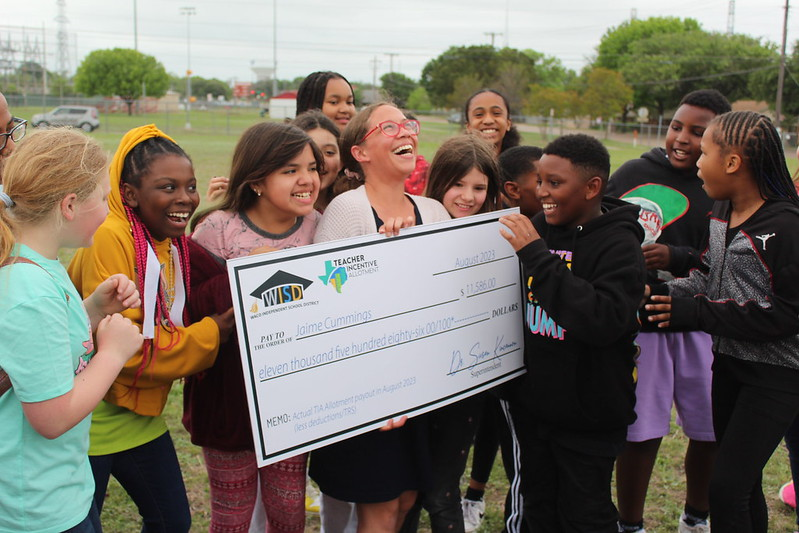 WISD
WACO INDEPENDENT SCHOOL DISTRICT
TEACHER
INCENTIVE
ALLOTMENT
August 2023
PAY TO
THE ORDER OF Jaime Cummings $ 11,586.00
eleven thousand five hundred eighty-six 00/100 DOLLARS
Superintendent
MEMO: Actual TIA Allotment payout in August 2023
(less deductions/TRS)
UMP